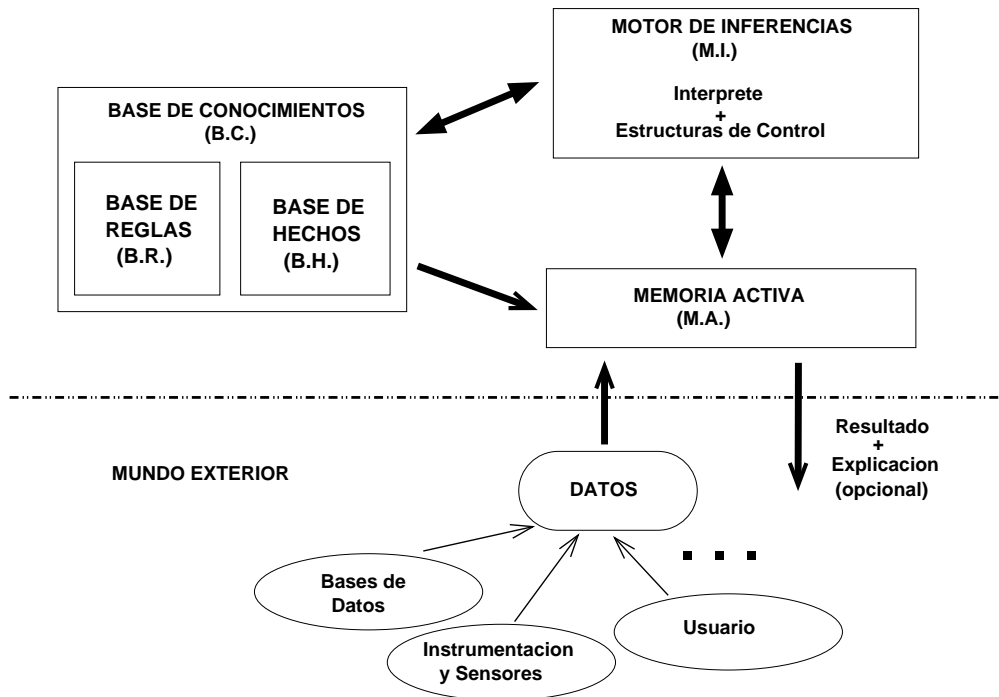 MOTOR DE INFERENCIAS
(M.I.)
Interprete
+
Estructuras de Control
BASE DE CONOCIMIENTOS
(B.C.)
BASE DE
REGLAS
(B.R.)
BASE DE
HECHOS
(B.H.)
MEMORIA ACTIVA
(M.A.)
Resultado
+
Explicacion
(opcional)
MUNDO EXTERIOR
DATOS
Bases de
Datos
Instrumentacion
y Sensores
Usuario